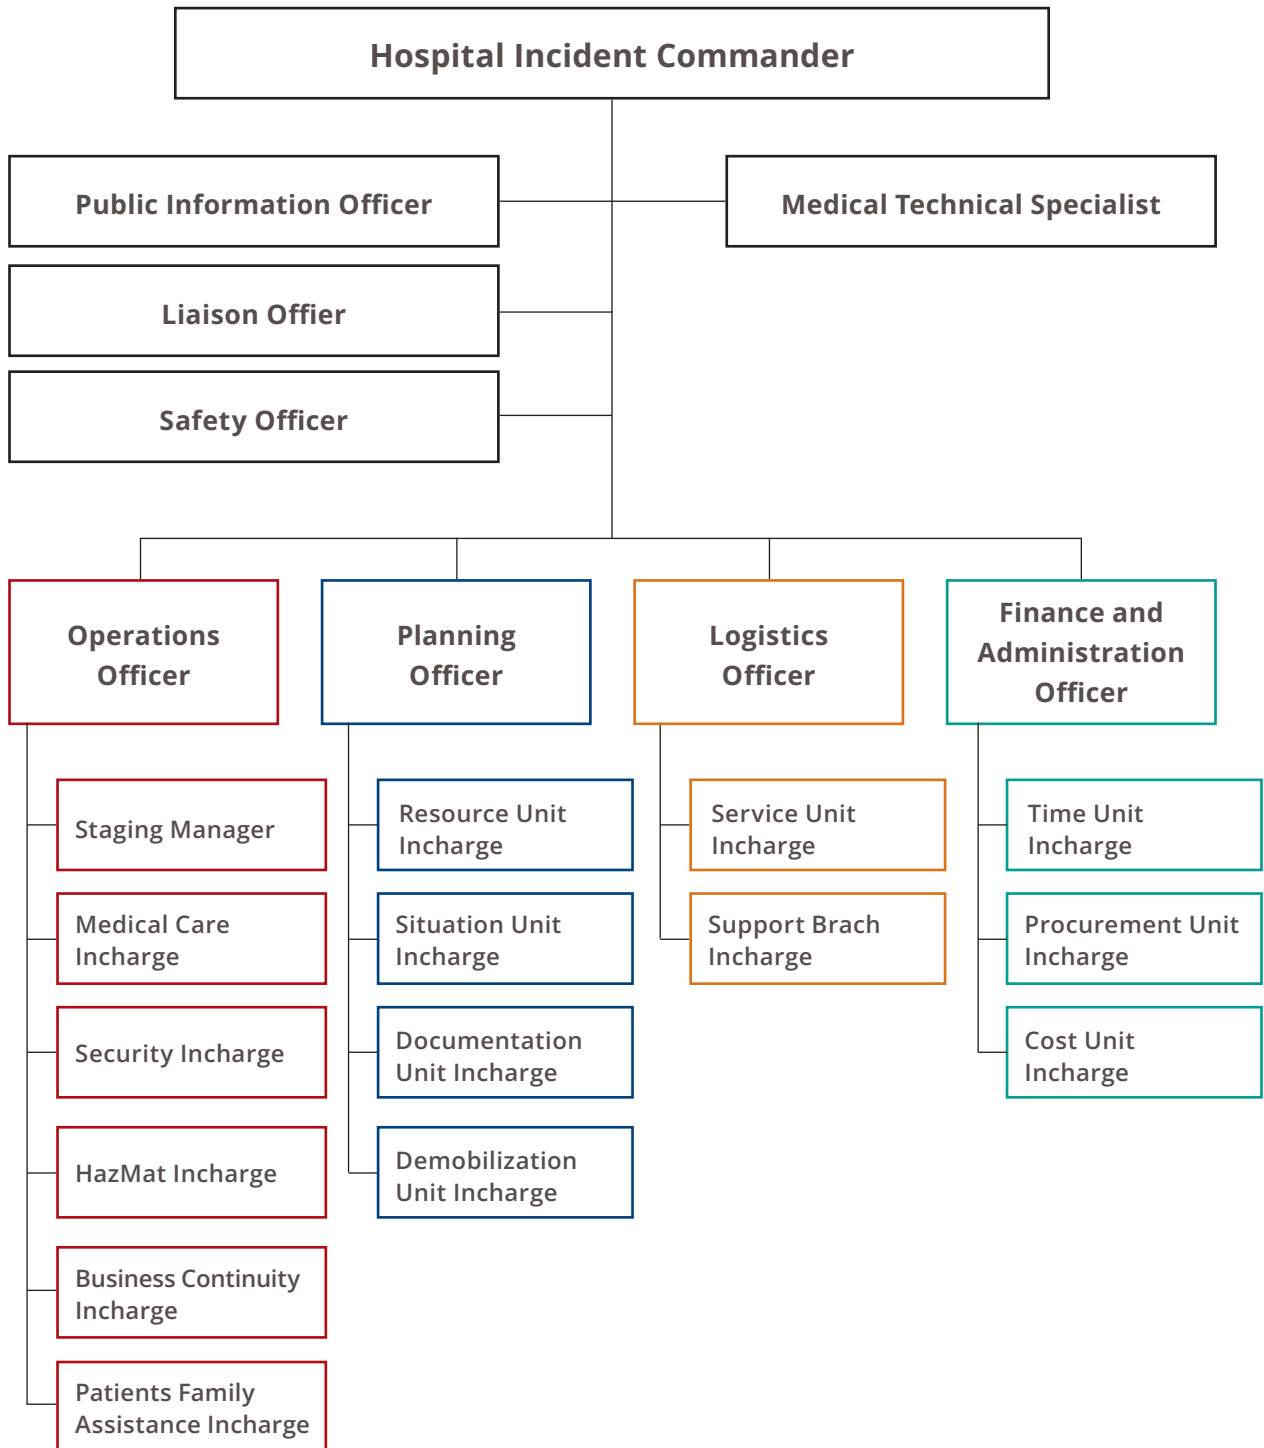 Hospital Incident Commander
Public Information Officer
Medical Technical Specialist
Liaison Offier
Safety Officer
Operations
Officer
Planning
Officer
Logistics
Officer
Finance and
Administration
Officer
Staging Manager
Medical Care
Incharge
Security Incharge
HazMat Incharge
Business Continuity
Incharge
Patients Family
Assistance Incharge
Resource Unit
Incharge
Situation Unit
Incharge
Documentation
Unit Incharge
Demobilization
Unit Incharge
Service Unit
Incharge
Support Brach
Incharge
Time Unit
Incharge
Procurement Unit
Incharge
Cost Unit
Incharge